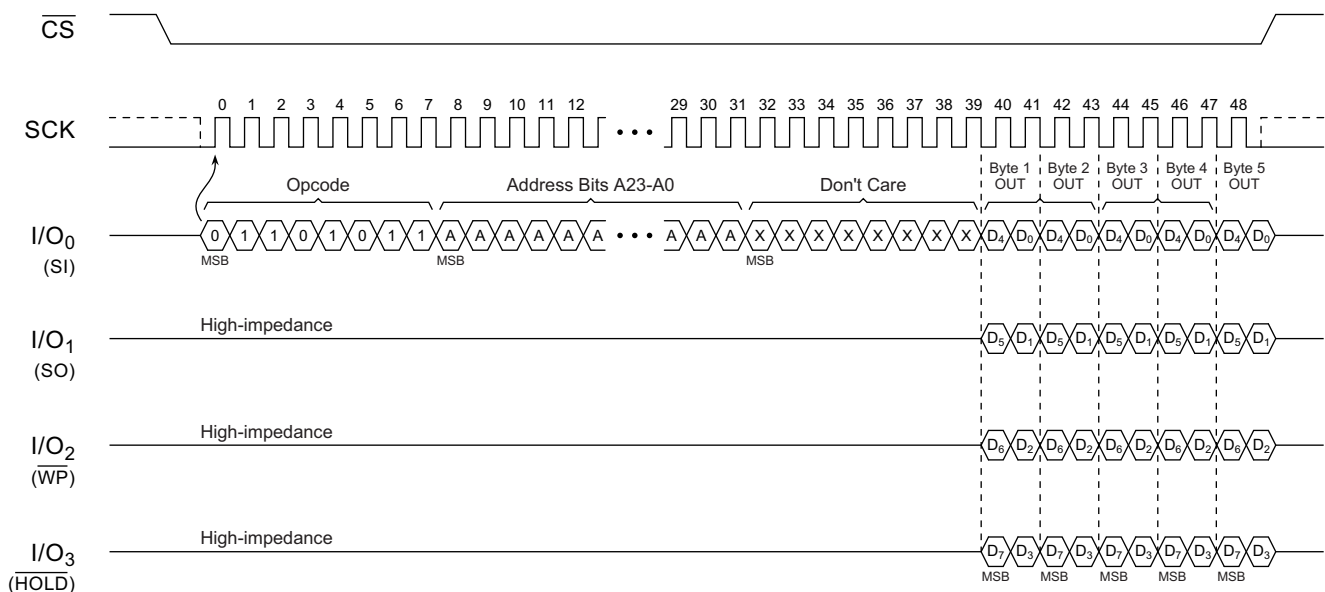 CS
0 1 2 3 4 5 6 7 8 9 10 11 12 29 30 31 32 33 34 35 36 37 38 39 40 41 42 43 44 45 46 47 48
SCK • • •
Opcode Address Bits A23-A0 Don't Care Byte 1 OUT Byte 2 OUT Byte 3 OUT Byte 4 OUT Byte 5 OUT
I/O0 0 1 1 0 1 0 1 1 A A A A A A • • • A A A X X X X X X X X D4 D0 D4 D0 D4 D0 D4 D0 D4 D0
(SI) MSB MSB MSB
High-impedance
I/O1 D5 D1 D5 D1 D5 D1 D5 D1 D5 D1
(SO)
High-impedance
I/O2 D6 D2 D6 D2 D6 D2 D6 D2 D6 D2
(WP)
High-impedance
I/O3 D7 D3 D7 D3 D7 D3 D7 D3 D7 D3
(HOLD) MSB MSB MSB MSB MSB